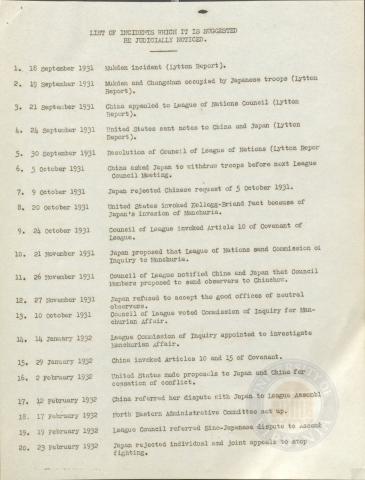 LIST OF INCIDENTS WHICH IT IS SUGGESTED
BE JUDICIALLY NOTICED.
1. 18 September 1931 Mukden incident (Lytton Report).
2. 19 September 1931 Mukden and Changchun occupied by Japanese troops (Lytton
Report).
3. 21 September 1931 China appealed to League of Nations Council (Lytton
Report).
4. 24 September 1931 United States sent notes to China and Japan (Lytton
Report).
5. 30 September 1931 Resolution of Council of League of Nations (Lytton Repor
6. 5 October 1931 China asked Japan to withdraw troops before next League
Council Meeting.
7. 9 October 1931 Japan rejected Chinese request of 5 October 1931.
8. 20 October 1931 United States invoked Kellogg-Briand Pact because of
Japan's Invasion of Manchuria.
9. 24 October 1931 Council of League invoked Article 10 of Covenant of
League.
10. 21 November 1931 Japan proposed that League of Nations send Commission of
Inquiry to Manchuria.
11. 26 November 1931 Council of League notified China and Japan that Council
Members proposed to send observers to Chinchow.
12. 27 November 1931 Japan refused to accept the good offices of neutral
observers.
13. 10 October 1931 Council of League voted Commission of Inquiry for Man-
churian Affair.
14. 14 January 1932 League Commission of Inquiry appointed to investigate
Manchurian Affair.
15. 29 January 1932 China invoked Articles 10 and 15 of Covenant.
16. 2 February 1932 United States made proposals to Japan and China for
cessation of conflict.
17. 12 February 1932 China referred her dispute with Japan to League Assembl
18. 17 February 1932 North Eastern Administrative Committee set up.
19. 19 February 1932 League Council referred Sino-Japanese dispute to Assemb
20. 23 February 1932 Japan rejected individual and joint appeals to stop
fighting.